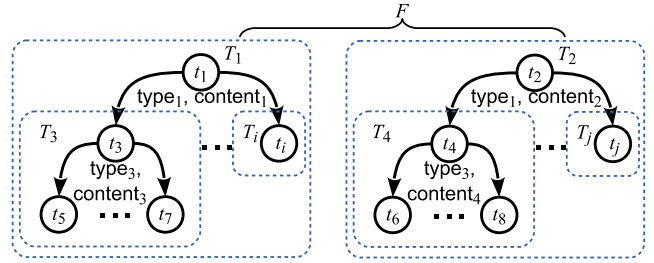 F
T₁ T₂
t₁ t₂
type₁, content₁ type₁, content₂
T₃ t₃ ... Tᵢ tᵢ T₄ t₄ ... Tⱼ tⱼ
type₃, type₃,
content₃ content₄
t₅ ... t₇ t₆ ... t₈